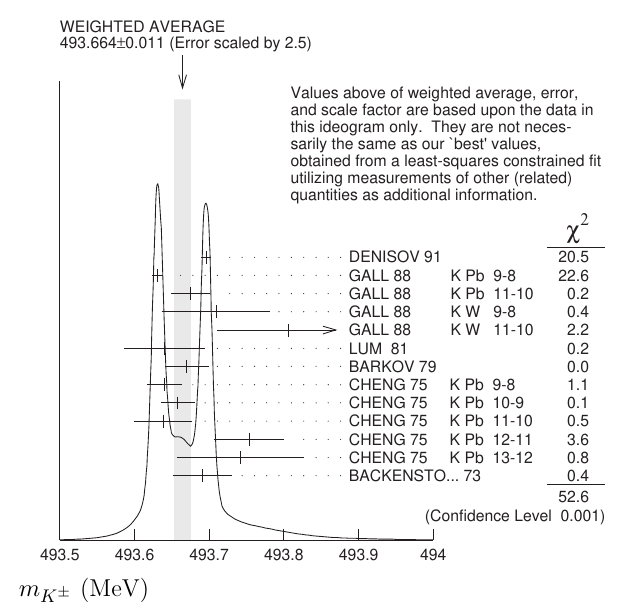 WEIGHTED AVERAGE
493.664±0.011 (Error scaled by 2.5)
Values above of weighted average, error,
and scale factor are based upon the data in
this ideogram only. They are not neces-
sarily the same as our `best' values,
obtained from a least-squares constrained fit
utilizing measurements of other (related)
quantities as additional information.
χ2
DENISOV 91 20.5
GALL 88 K Pb 9-8 22.6
GALL 88 K Pb 11-10 0.2
GALL 88 K W 9-8 0.4
GALL 88 K W 11-10 2.2
LUM 81 0.2
BARKOV 79 0.0
CHENG 75 K Pb 9-8 1.1
CHENG 75 K Pb 10-9 0.1
CHENG 75 K Pb 11-10 0.5
CHENG 75 K Pb 12-11 3.6
CHENG 75 K Pb 13-12 0.8
BACKENSTO... 73 0.4
52.6
(Confidence Level 0.001)
493.5 493.6 493.7 493.8 493.9 494
mK± (MeV)